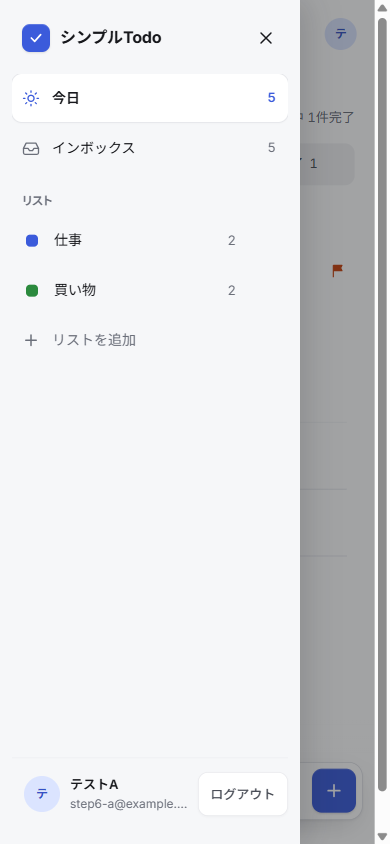 シンプルTodo
テ
今日 5
1件完了
インボックス 5
1
リスト
仕事 2
買い物 2
リストを追加
テ
テストA
step6-a@example....
ログアウト